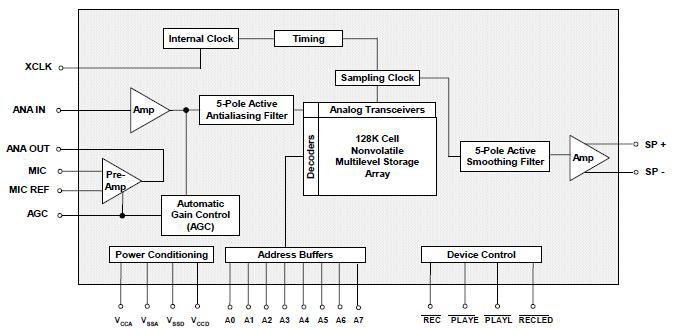 Internal Clock
Timing
XCLK
Sampling Clock
ANA IN
Amp
5-Pole Active
Antialiasing Filter
Analog Transceivers
Decoders
128K Cell
Nonvolatile
Multilevel Storage
Array
ANA OUT
5-Pole Active
Smoothing Filter
Amp
SP +
SP -
MIC
MIC REF
Pre-
Amp
AGC
Automatic
Gain Control
(AGC)
Power Conditioning
Address Buffers
Device Control
VCCA VSSA VSSD VCCD A0 A1 A2 A3 A4 A5 A6 A7 REC PLAYE PLAYL RECLED